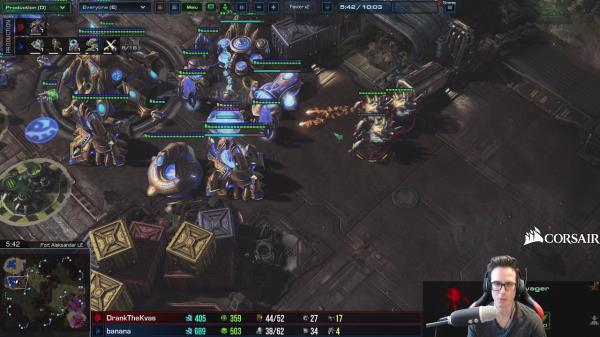 Production (D)
Everyone (E)
Menu
Faster x2
5:42 / 10:03
PRODUCTION
5:42
Port Aleksander LE
CORSAIR
DrankTheKvas 405 359 44/52 27 17
banana 689 503 38/62 34 4